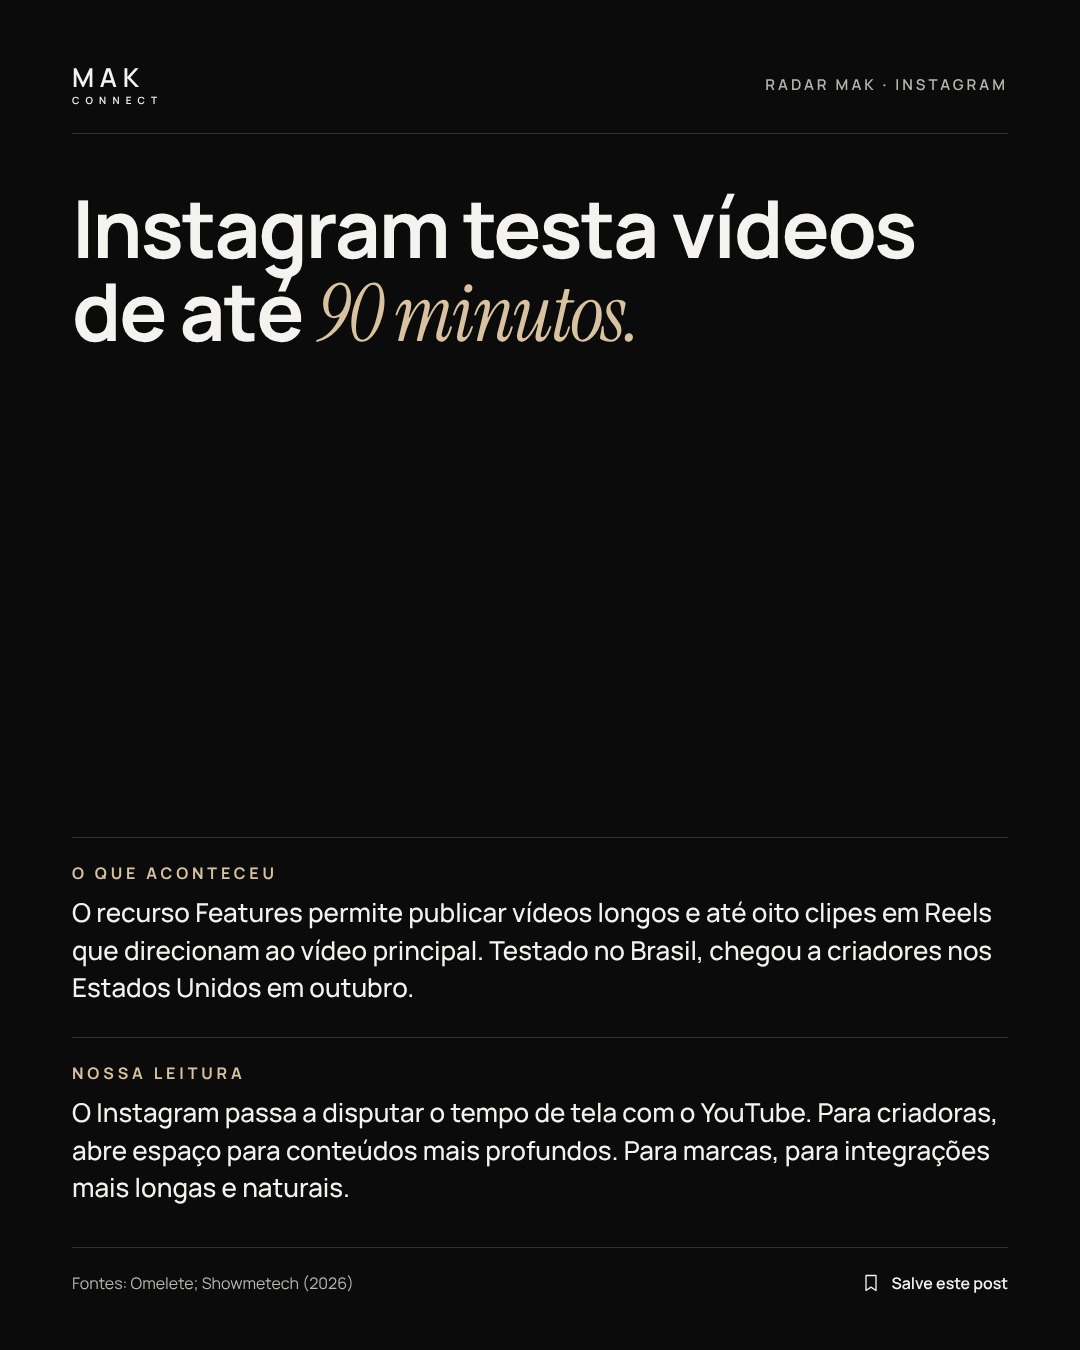 MAK
CONNECT
RADAR MAK · INSTAGRAM
Instagram testa vídeos
de até 90 minutos.
O QUE ACONTECEU
O recurso Features permite publicar vídeos longos e até oito clipes em Reels
que direcionam ao vídeo principal. Testado no Brasil, chegou a criadores nos
Estados Unidos em outubro.
NOSSA LEITURA
O Instagram passa a disputar o tempo de tela com o YouTube. Para criadoras,
abre espaço para conteúdos mais profundos. Para marcas, para integrações
mais longas e naturais.
Fontes: Omelete; Showmetech (2026)
Salve este post